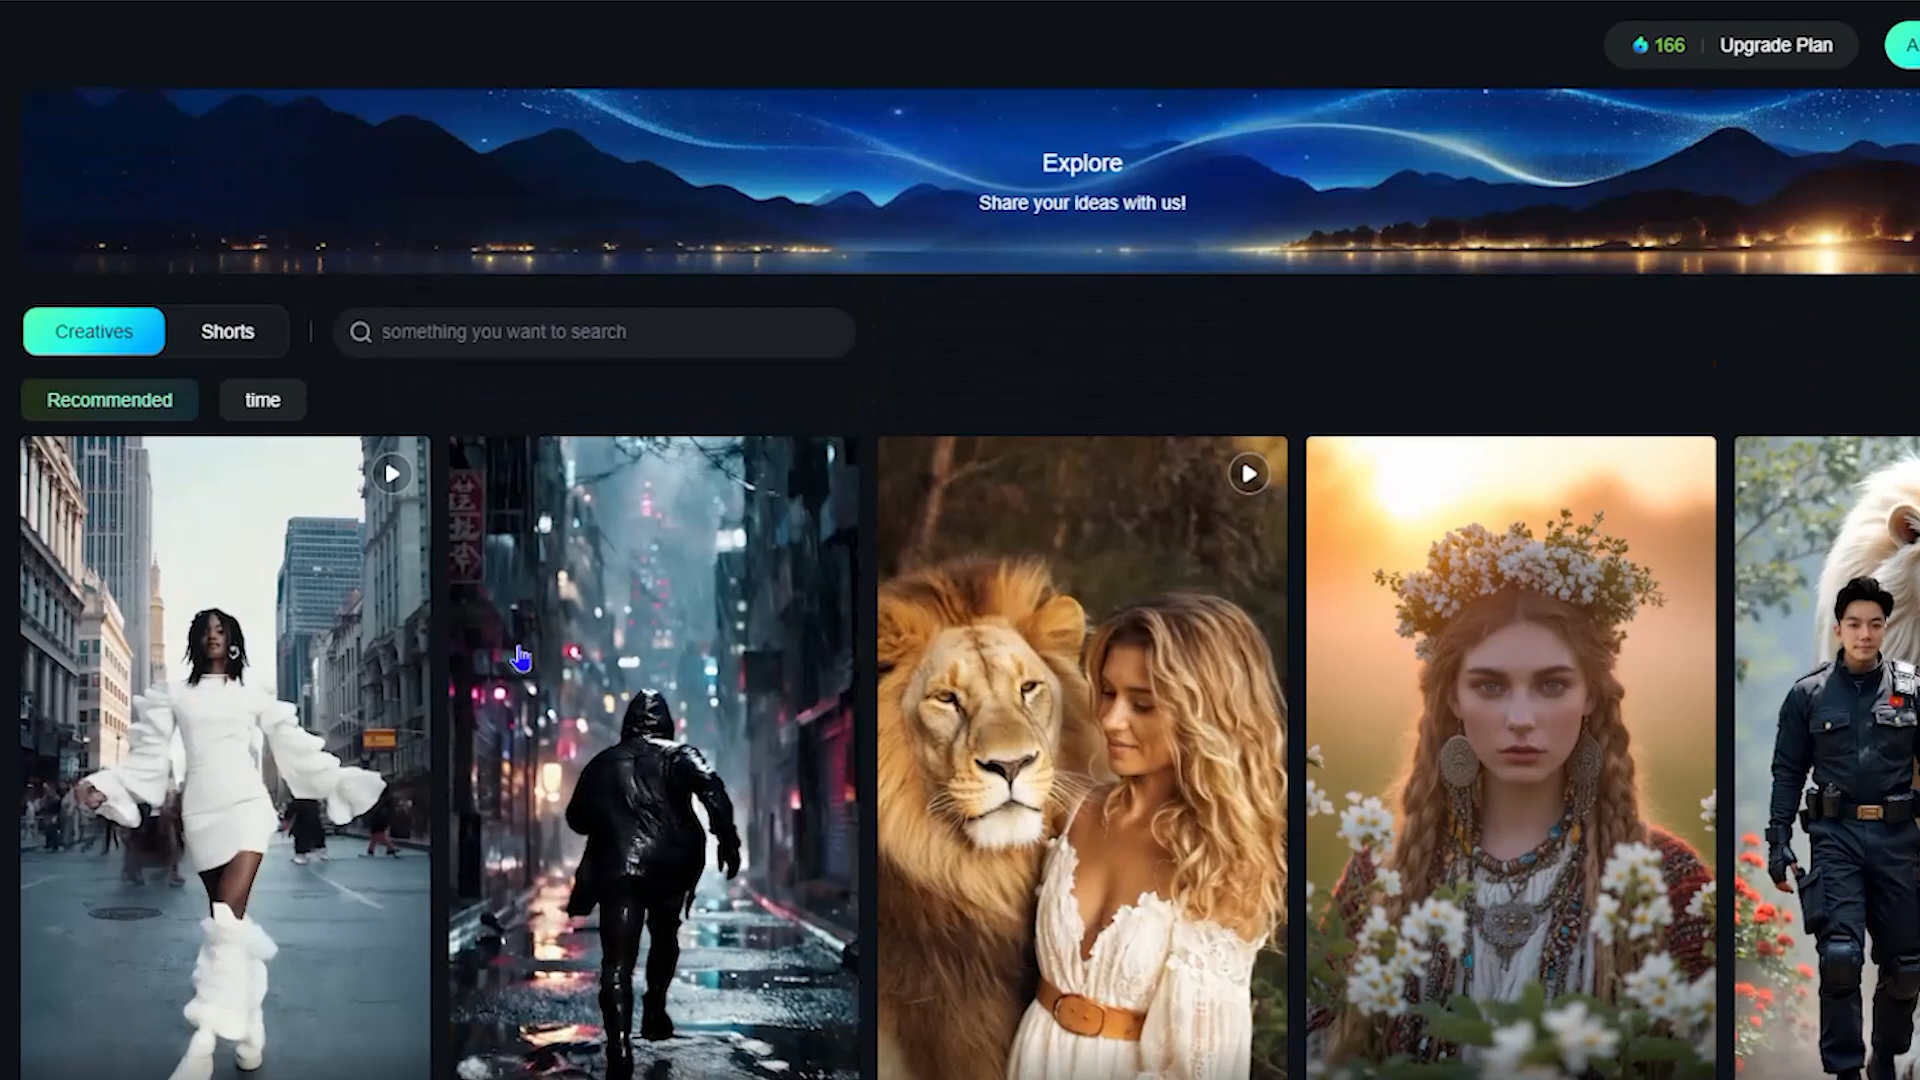 166 | Upgrade Plan
Explore
Share your ideas with us!
Creatives
Shorts
something you want to search
Recommended
time